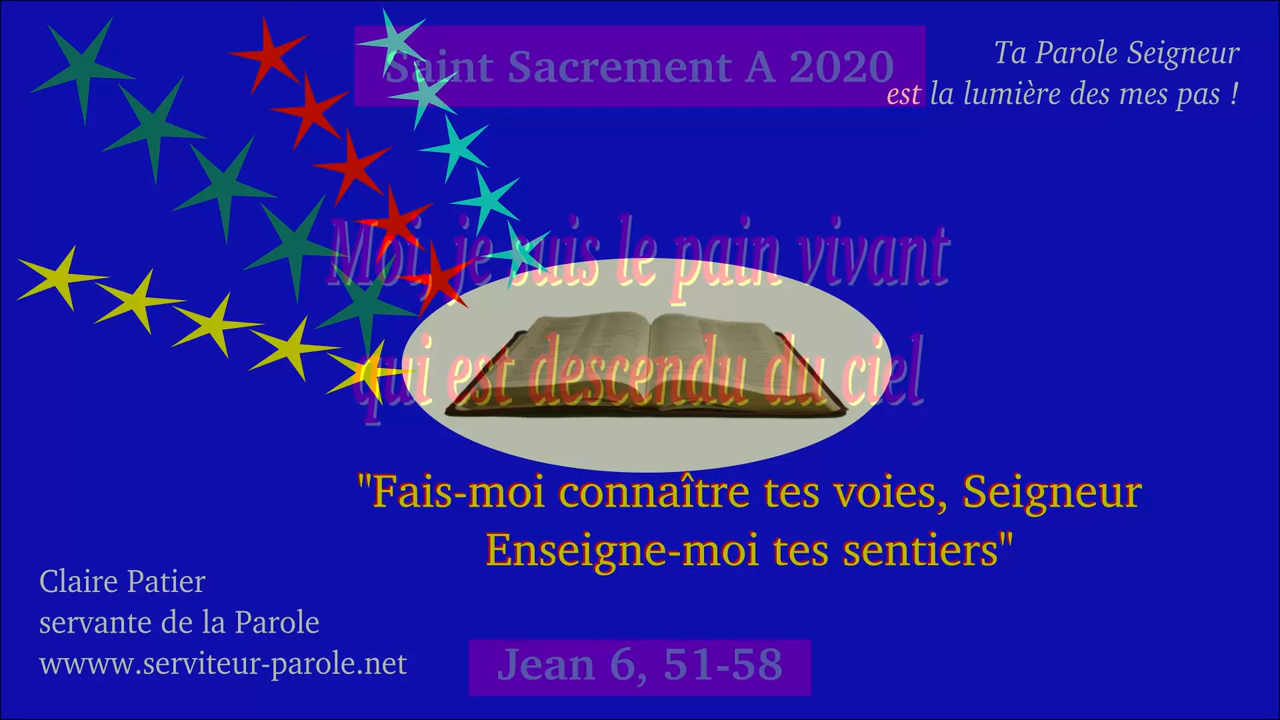 Saint Sacrement A 2020
Ta Parole Seigneur
est la lumière des mes pas !
Moi, je suis le pain vivant
qui est descendu du ciel
"Fais-moi connaître tes voies, Seigneur
Enseigne-moi tes sentiers"
Claire Patier
servante de la Parole
wwww.serviteur-parole.net
Jean 6, 51-58